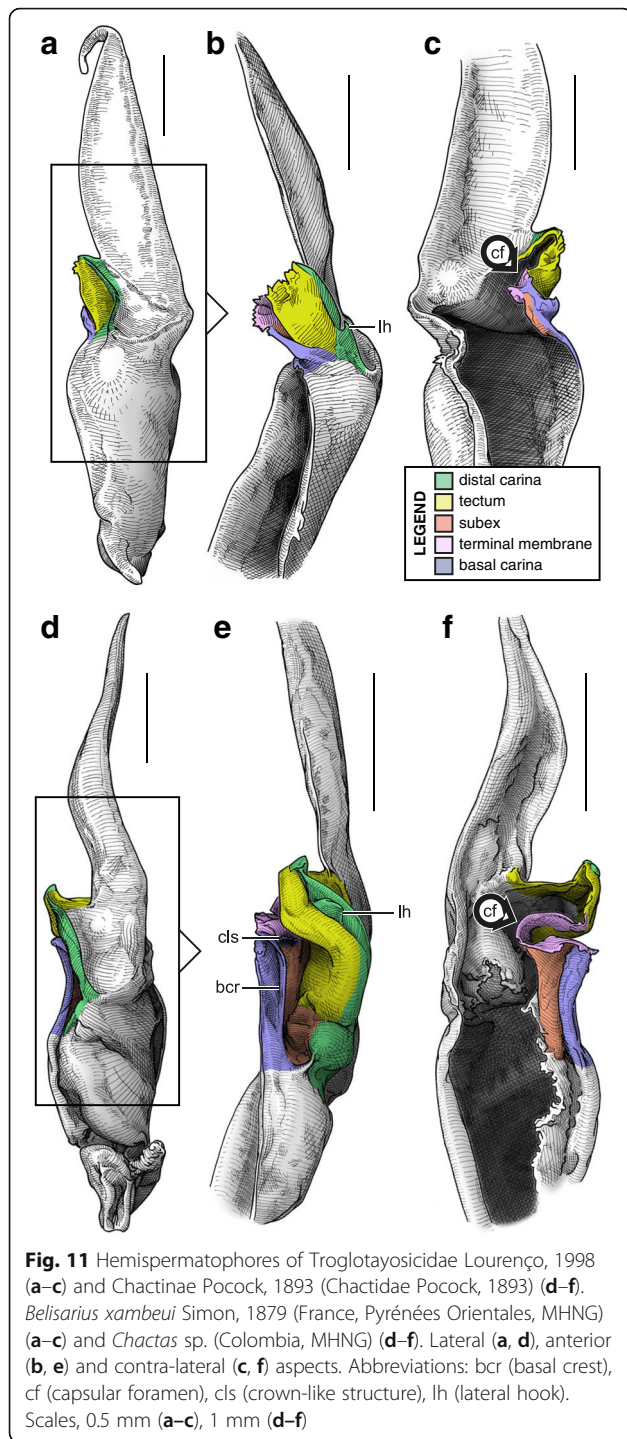 a
b
c
cf
lh
LEGEND
distal carina
tectum
subex
terminal membrane
basal carina
d
e
f
lh
cf
cls
bcr
Fig. 11 Hemispermatophores of Troglotayosicidae Lourenço, 1998
(a–c) and Chactinae Pocock, 1893 (Chactidae Pocock, 1893) (d–f).
Belisarius xambeui Simon, 1879 (France, Pyrénées Orientales, MHNG)
(a–c) and Chactas sp. (Colombia, MHNG) (d–f). Lateral (a, d), anterior
(b, e) and contra-lateral (c, f) aspects. Abbreviations: bcr (basal crest),
cf (capsular foramen), cls (crown-like structure), lh (lateral hook).
Scales, 0.5 mm (a–c), 1 mm (d–f)